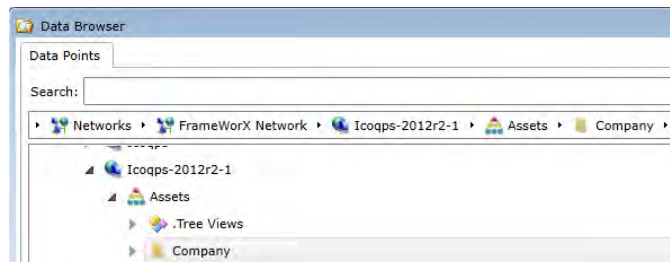 Data Browser
Data Points
Search:
Networks FrameWorX Network Icoqps-2012r2-1 Assets Company
Icoqps-2012r2-1
Assets
.Tree Views
Company